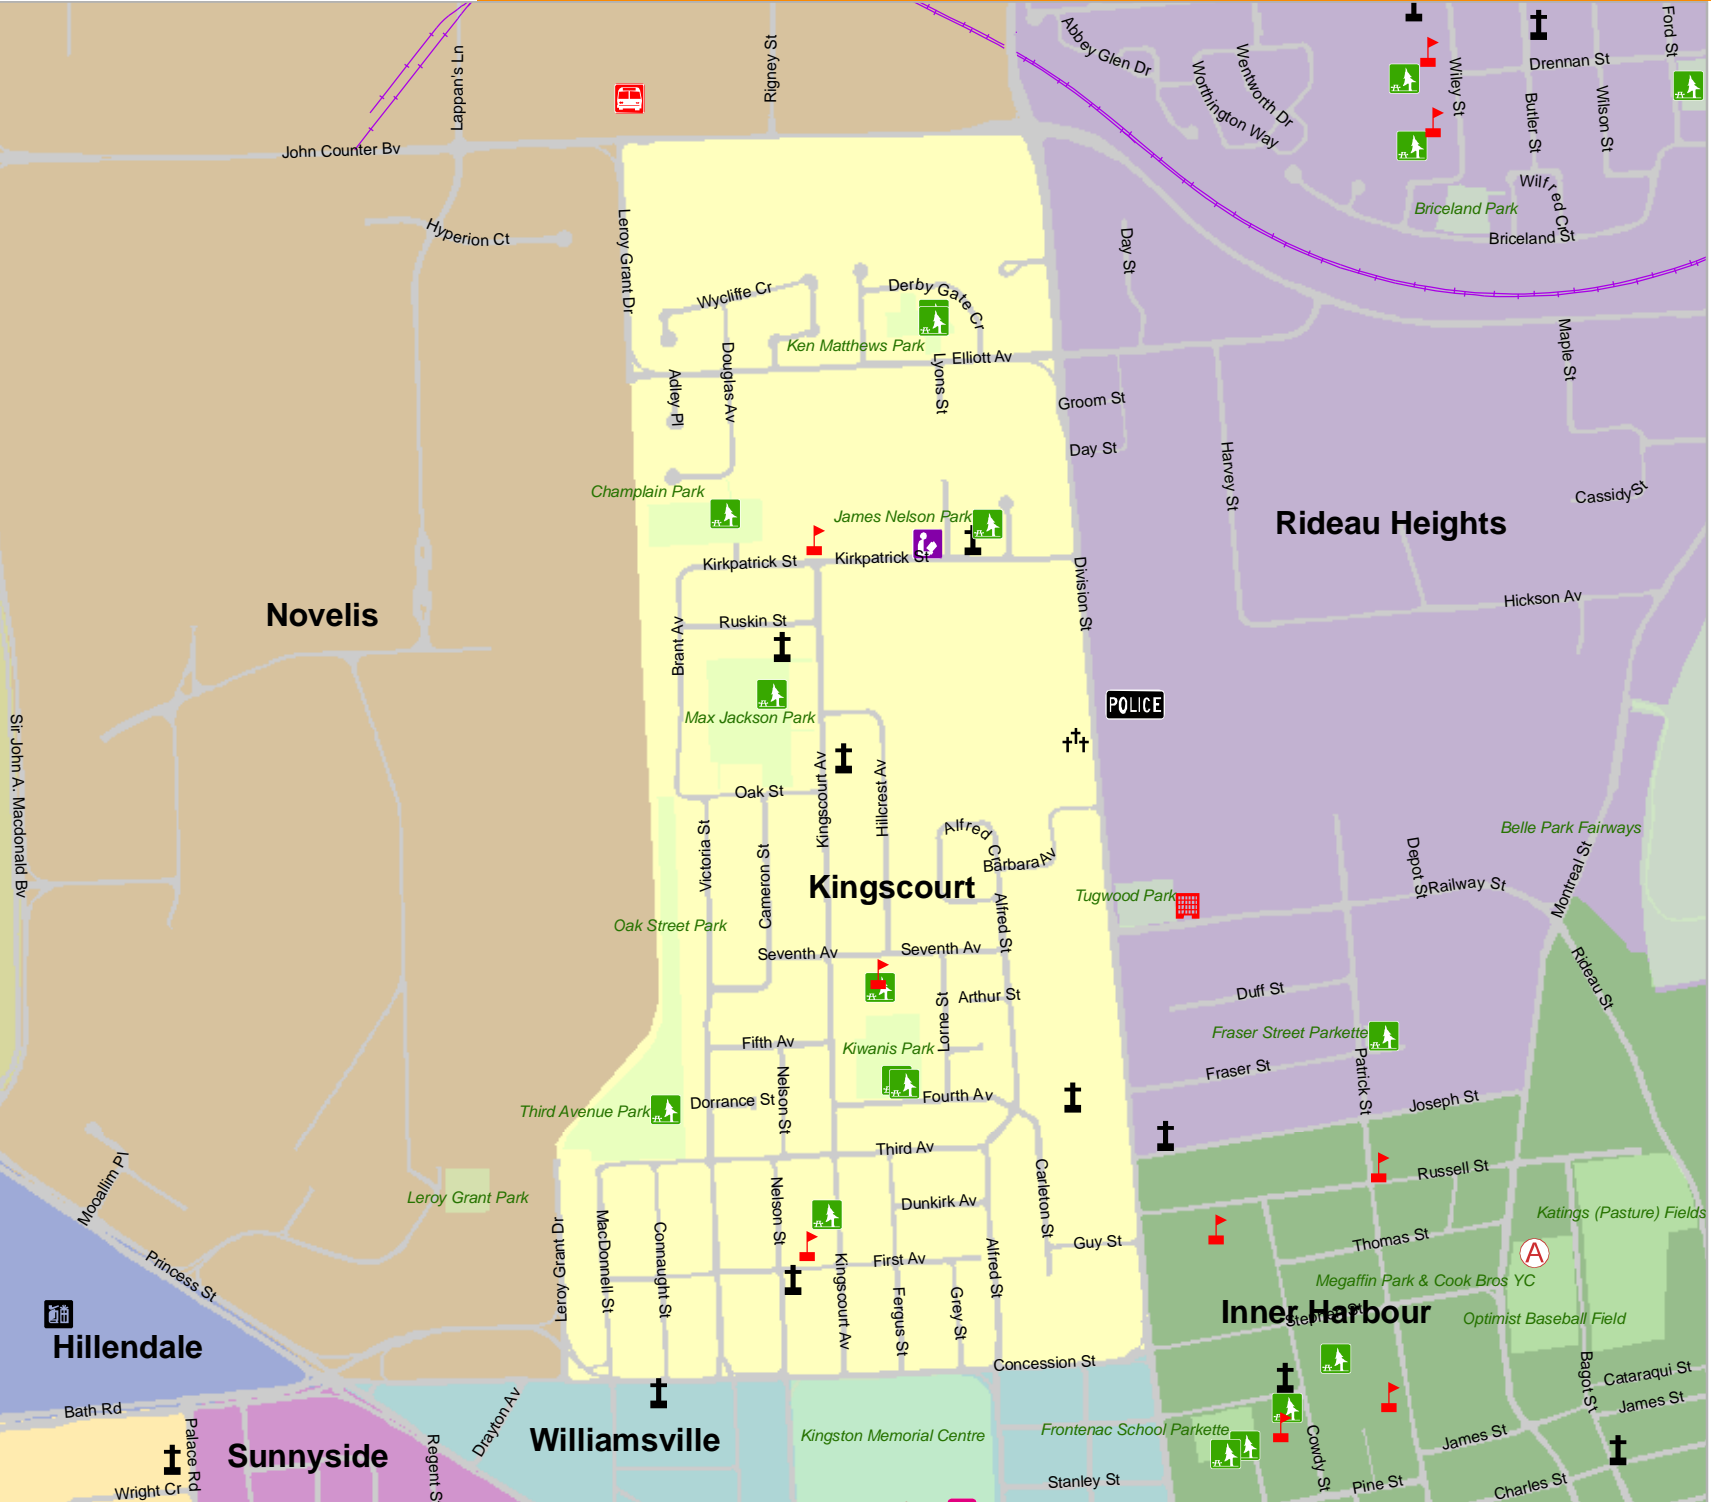 Abbey Glen Dr
Wentworth Dr
Worthington Way
Wiley St
Drennan St
Butler St
Wilson St
Ford St
Lappan's Ln
Rigney St
John Counter Bv
Hyperion Ct
Leroy Grant Dr
Briceland Park
Wilfred Cr
Briceland St
Day St
Wycliffe Cr
Derby Gate Cr
Ken Matthews Park
Elliott Av
Lyons St
Adley Pl
Douglas Av
Maple St
Groom St
Day St
Harvey St
Cassidy St
Champlain Park
James Nelson Park
Rideau Heights
Kirkpatrick St
Kirkpatrick St
Division St
Hickson Av
Novelis
Ruskin St
Brant Av
POLICE
Max Jackson Park
Sir John A. Macdonald Bv
Oak St
Kingscourt Av
Hillcrest Av
Victoria St
Cameron St
Alfred Cr
Barbara Av
Belle Park Fairways
Depot St
Railway St
Montreal St
Kingscourt
Tugwood Park
Alfred St
Oak Street Park
Seventh Av
Seventh Av
Rideau St
Arthur St
Lorne St
Duff St
Fraser Street Parkette
Fifth Av
Kiwanis Park
Nelson St
Fraser St
Patrick St
Dorrance St
Fourth Av
Third Avenue Park
Joseph St
Third Av
Carleton St
Russell St
Mooallim Pl
Leroy Grant Park
Nelson St
Dunkirk Av
Katings (Pasture) Fields
Leroy Grant Dr
MacDonnell St
Connaught St
Guy St
Thomas St
A
Princess St
First Av
Kingscourt Av
Alfred St
Megaffin Park & Cook Bros YC
Fergus St
Grey St
Inner Harbour
Stephen St
Optimist Baseball Field
Hillendale
Concession St
Bagot St
Cataraqui St
James St
Bath Rd
Drayton Av
Palace Rd
Regent S
Sunnyside
Williamsville
Kingston Memorial Centre
Frontenac School Parkette
Cowdy St
James St
Wright Cr
Stanley St
Pine St
Charles St